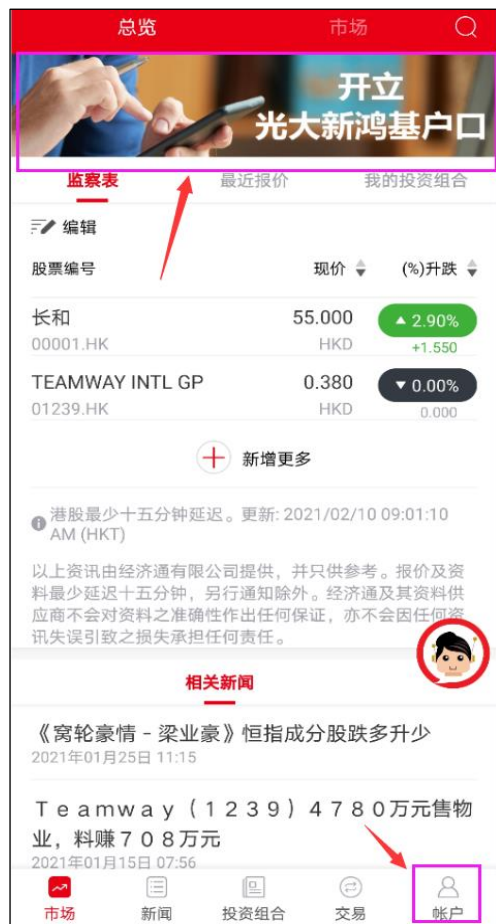 总览 市场
开立
光大新鸿基户口
监察表 最近报价 我的投资组合
编辑
股票编号 现价 (%)升跌
长和 55.000 ▲ 2.90%
00001.HK HKD +1.550
TEAMWAY INTL GP 0.380 ▼ 0.00%
01239.HK HKD 0.000
新增更多
港股最少十五分钟延迟。更新: 2021/02/10 09:01:10
AM (HKT)
以上资讯由经济通有限公司提供，并只供参考。报价及资
料最少延迟十五分钟，另行通知除外。经济通及其资料供
应商不会对资料之准确性作出任何保证，亦不会因任何资
讯失误引致之损失承担任何责任。
相关新闻
《窝轮豪情－梁业豪》恒指成分股跌多升少
2021年01月25日 11:15
Ｔｅａｍｗａｙ（１２３９）４７８０万元售物
业，料赚７０８万元
2021年01月15日 07:56
市场 新闻 投资组合 交易 帐户